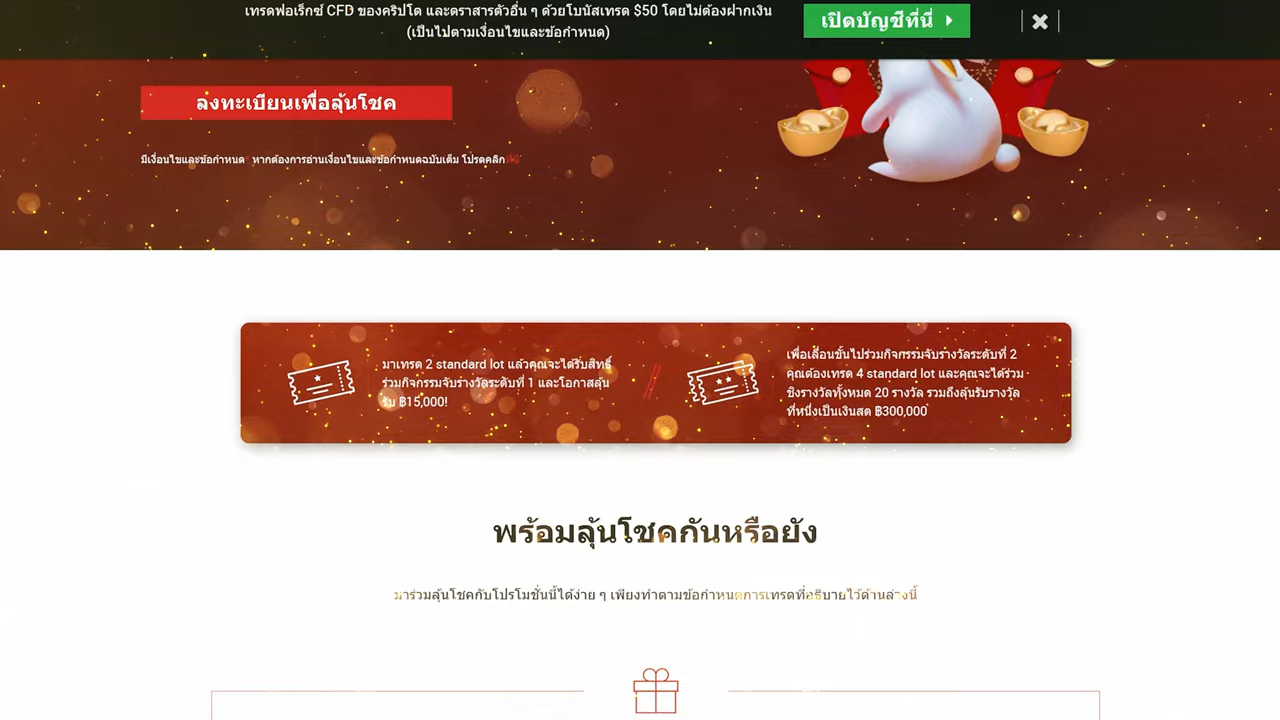 เทรดฟอเร็กซ์ CFD ของคริปโต และตราสารตัวอื่น ๆ ด้วยโบนัสเทรด $50 โดยไม่ต้องฝากเงิน
(เป็นไปตามเงื่อนไขและข้อกำหนด)
เปิดบัญชีที่นี่
ลงทะเบียนเพื่อลุ้นโชค
มีเงื่อนไขและข้อกำหนด* หากต้องการอ่านเงื่อนไขและข้อกำหนดฉบับเต็ม โปรดคลิกที่นี่
มาเทรด 2 standard lot แล้วคุณจะได้รับสิทธิ์
ร่วมกิจกรรมจับรางวัลระดับที่ 1 และโอกาสลุ้น
รับ ฿15,000!
เพื่อเลื่อนขั้นไปร่วมกิจกรรมจับรางวัลระดับที่ 2
คุณต้องเทรด 4 standard lot และคุณจะได้ร่วม
ชิงรางวัลทั้งหมด 20 รางวัล รวมถึงลุ้นรับรางวัล
ที่หนึ่งเป็นเงินสด ฿300,000
พร้อมลุ้นโชคกันหรือยัง
มาร่วมลุ้นโชคกับโปรโมชั่นนี้ได้ง่าย ๆ เพียงทำตามข้อกำหนดการเทรดที่อธิบายไว้ด้านล่างนี้